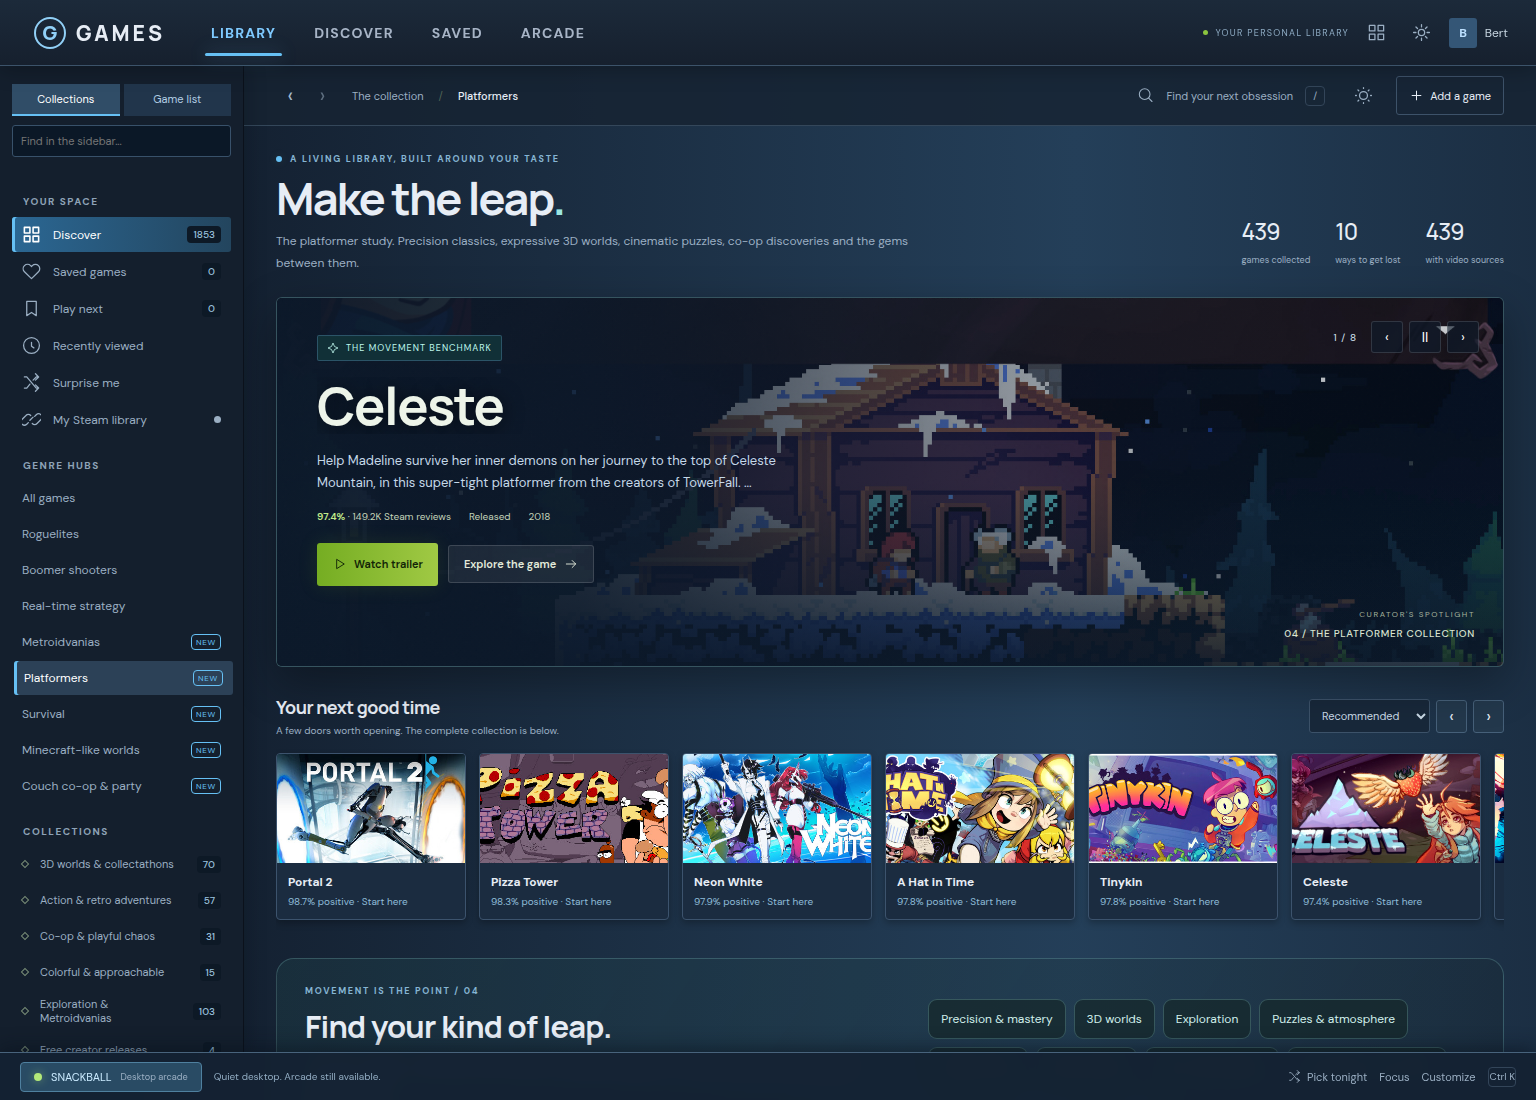 G GAMES
LIBRARY DISCOVER SAVED ARCADE
YOUR PERSONAL LIBRARY
B Bert
Collections Game list
Find in the sidebar...
YOUR SPACE
Discover 1853
Saved games 0
Play next 0
Recently viewed
Surprise me
My Steam library
GENRE HUBS
All games
Roguelites
Boomer shooters
Real-time strategy
Metroidvanias NEW
Platformers NEW
Survival NEW
Minecraft-like worlds NEW
Couch co-op & party NEW
COLLECTIONS
3D worlds & collectathons 70
Action & retro adventures 57
Co-op & playful chaos 31
Colorful & approachable 15
Exploration &
Metroidvanias 103
Free creator releases 4
‹ › The collection / Platformers
Find your next obsession /
+ Add a game
A LIVING LIBRARY, BUILT AROUND YOUR TASTE
Make the leap.
The platformer study. Precision classics, expressive 3D worlds, cinematic puzzles, co-op discoveries and the gems
between them.
439 10 439
games collected ways to get lost with video sources
THE MOVEMENT BENCHMARK
1 / 8
Celeste
Help Madeline survive her inner demons on her journey to the top of Celeste
Mountain, in this super-tight platformer from the creators of TowerFall. ...
97.4% · 149.2K Steam reviews Released 2018
Watch trailer Explore the game →
CURATOR'S SPOTLIGHT
04 / THE PLATFORMER COLLECTION
Your next good time
A few doors worth opening. The complete collection is below.
Recommended
PORTAL 2
PIZZA
TOWER
NEON
WHITE
HAT IN
TIME
TINYKIN
CELESTE
Portal 2
98.7% positive · Start here
Pizza Tower
98.3% positive · Start here
Neon White
97.9% positive · Start here
A Hat in Time
97.8% positive · Start here
Tinykin
97.8% positive · Start here
Celeste
97.4% positive · Start here
MOVEMENT IS THE POINT / 04
Find your kind of leap.
Precision & mastery 3D worlds Exploration Puzzles & atmosphere
SNACKBALL Desktop arcade
Quiet desktop. Arcade still available.
Pick tonight Focus Customize Ctrl K